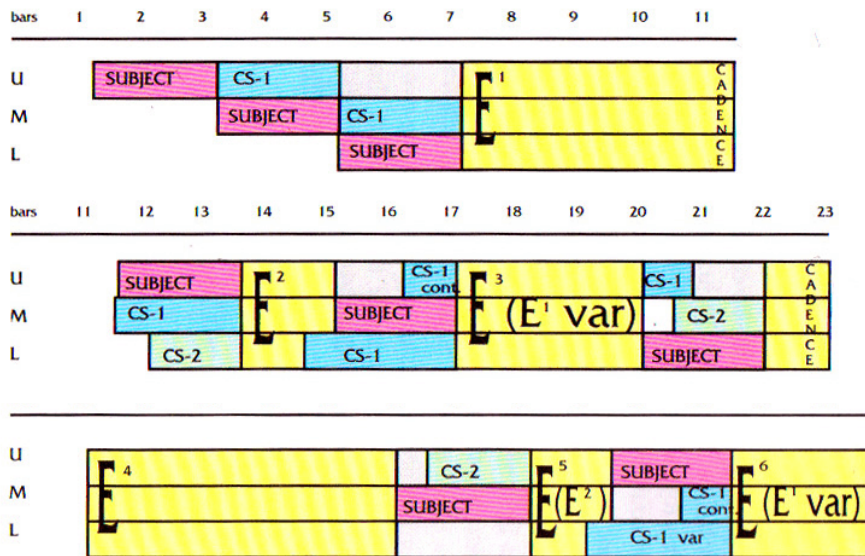 bars 1 2 3 4 5 6 7 8 9 10 11
U SUBJECT CS-1 E 1 CADENCE
M SUBJECT CS-1
L SUBJECT
bars 11 12 13 14 15 16 17 18 19 20 21 22 23
U SUBJECT E 2 CS-1 cont. E 3 CS-1 CADENCE
M CS-1 SUBJECT (E¹ var) CS-2
L CS-2 CS-1 SUBJECT
U E 4 CS-2 E 5 SUBJECT E 6
M SUBJECT (E²) CS-1 cont. (E¹ var)
L CS-1 var